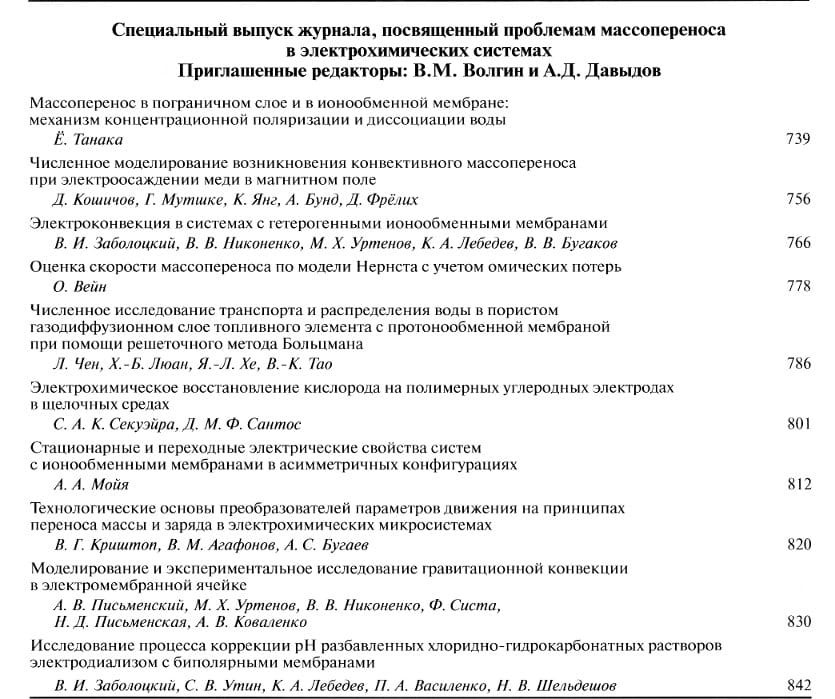 Специальный выпуск журнала, посвященный проблемам массопереноса
в электрохимических системах
Приглашенные редакторы: В.М. Волгин и А.Д. Давыдов
Массоперенос в пограничном слое и в ионообменной мембране:
механизм концентрационной поляризации и диссоциации воды
Ё. Танака 739
Численное моделирование возникновения конвективного массопереноса
при электроосаждении меди в магнитном поле
Д. Кошичов, Г. Мутшке, К. Янг, А. Бунд, Д. Фрёлих 756
Электроконвекция в системах с гетерогенными ионообменными мембранами
В. И. Заболоцкий, В. В. Никоненко, М. Х. Уртенов, К. А. Лебедев, В. В. Бугаков 766
Оценка скорости массопереноса по модели Нернста с учетом омических потерь
О. Вейн 778
Численное исследование транспорта и распределения воды в пористом
газодиффузионном слое топливного элемента с протонообменной мембраной
при помощи решеточного метода Больцмана
Л. Чен, Х.-Б. Люан, Я.-Л. Хе, В.-К. Тао 786
Электрохимическое восстановление кислорода на полимерных углеродных электродах
в щелочных средах
С. А. К. Секуэйра, Д. М. Ф. Сантос 801
Стационарные и переходные электрические свойства систем
с ионообменными мембранами в асимметричных конфигурациях
А. А. Мойя 812
Технологические основы преобразователей параметров движения на принципах
переноса массы и заряда в электрохимических микросистемах
В. Г. Криштоп, В. М. Агафонов, А. С. Бугаев 820
Моделирование и экспериментальное исследование гравитационной конвекции
в электромембранной ячейке
А. В. Письменский, М. Х. Уртенов, В. В. Никоненко, Ф. Систа,
Н. Д. Письменская, А. В. Коваленко 830
Исследование процесса коррекции pH разбавленных хлоридно-гидрокарбонатных растворов
электродиализом с биполярными мембранами
В. И. Заболоцкий, С. В. Утин, К. А. Лебедев, П. А. Василенко, Н. В. Шельдешов 842